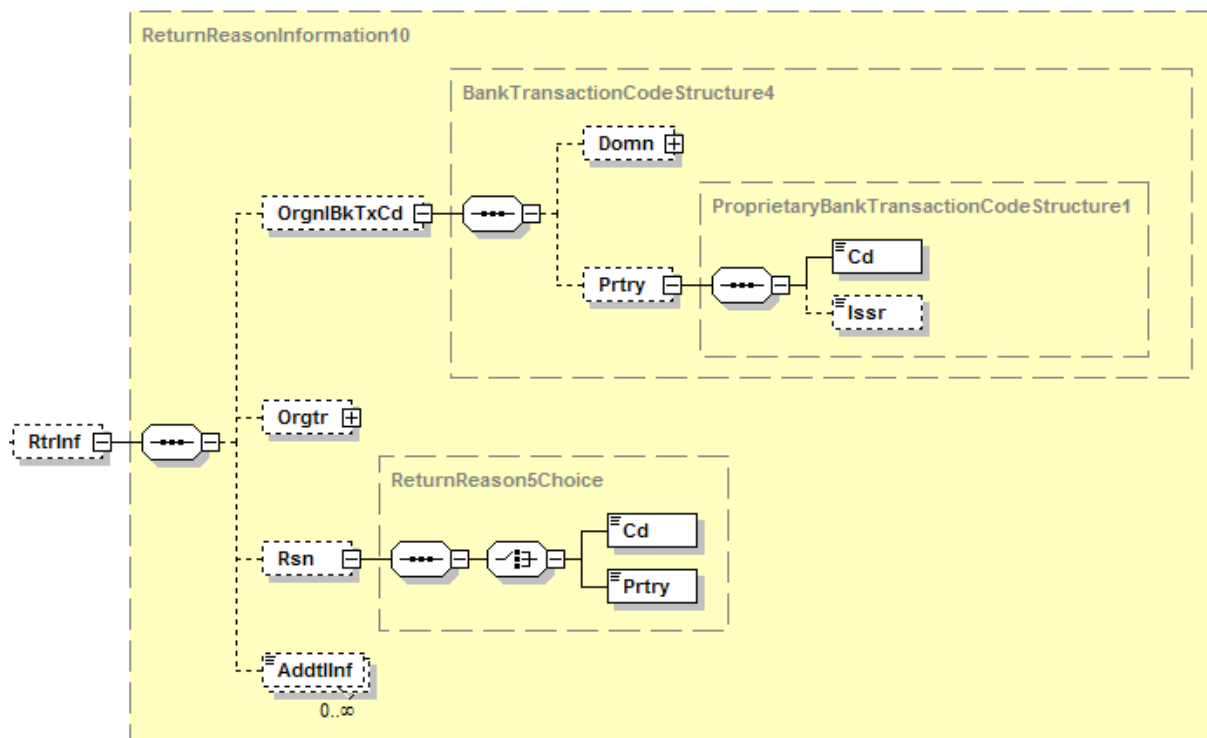 ReturnReasonInformation10
BankTransactionCodeStructure4
Domn
OrgnlBkTxCd
ProprietaryBankTransactionCodeStructure1
Cd
Prtry
Issr
Orgtr
RtrInf
ReturnReason5Choice
Cd
Rsn
Prtry
AddtlInf
0..∞